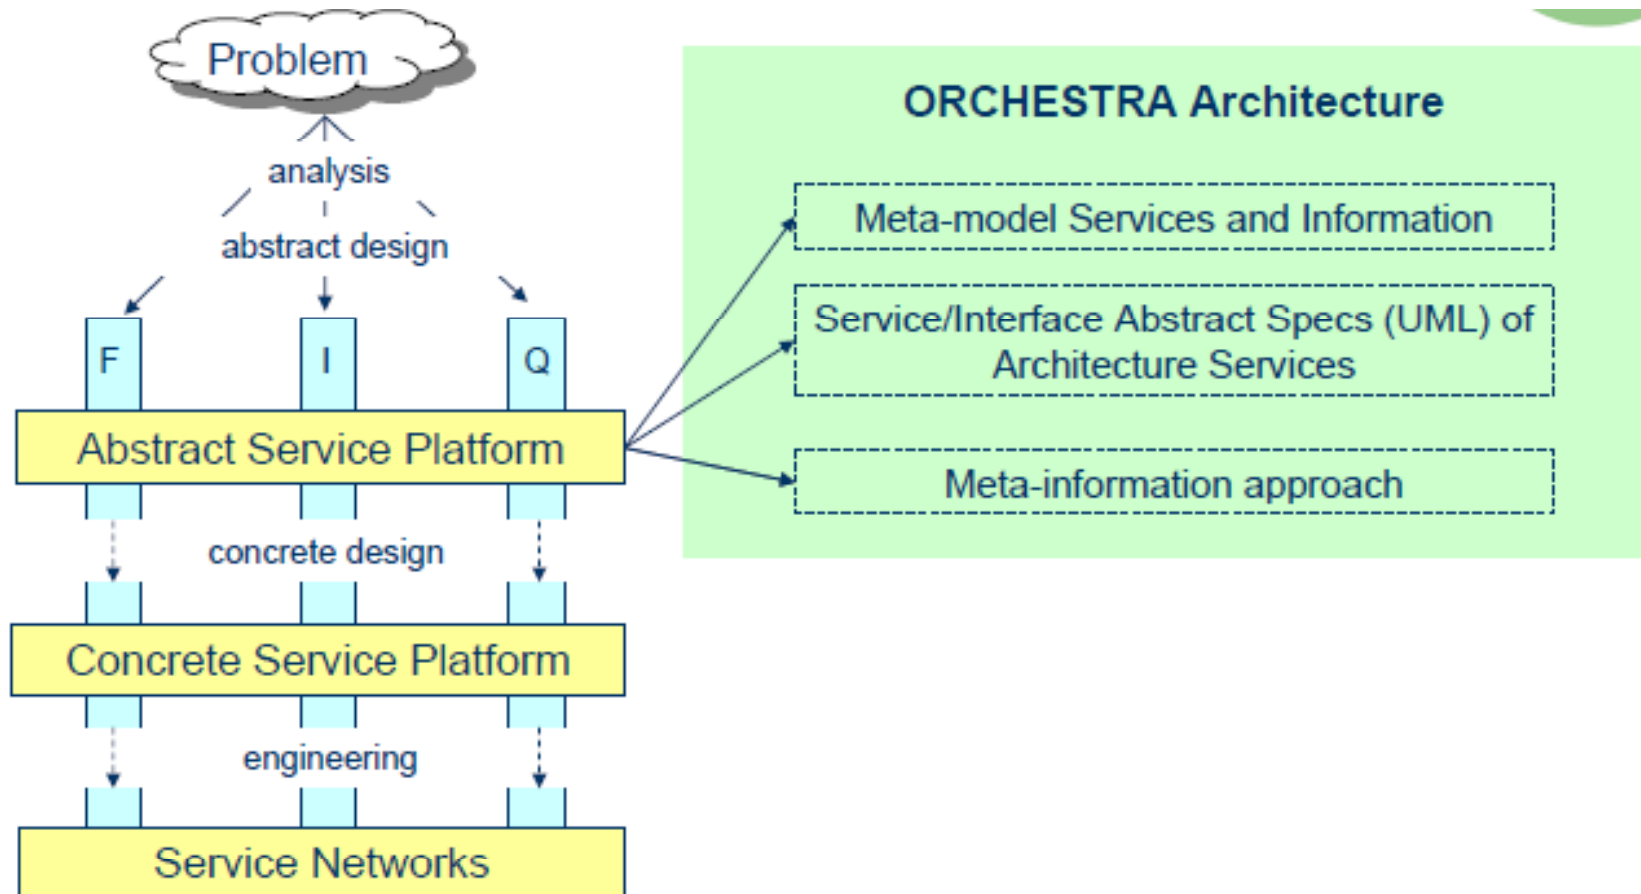 Problem
analysis
abstract design
F
I
Q
Abstract Service Platform
concrete design
Concrete Service Platform
engineering
Service Networks
ORCHESTRA Architecture
Meta-model Services and Information
Service/Interface Abstract Specs (UML) of
Architecture Services
Meta-information approach